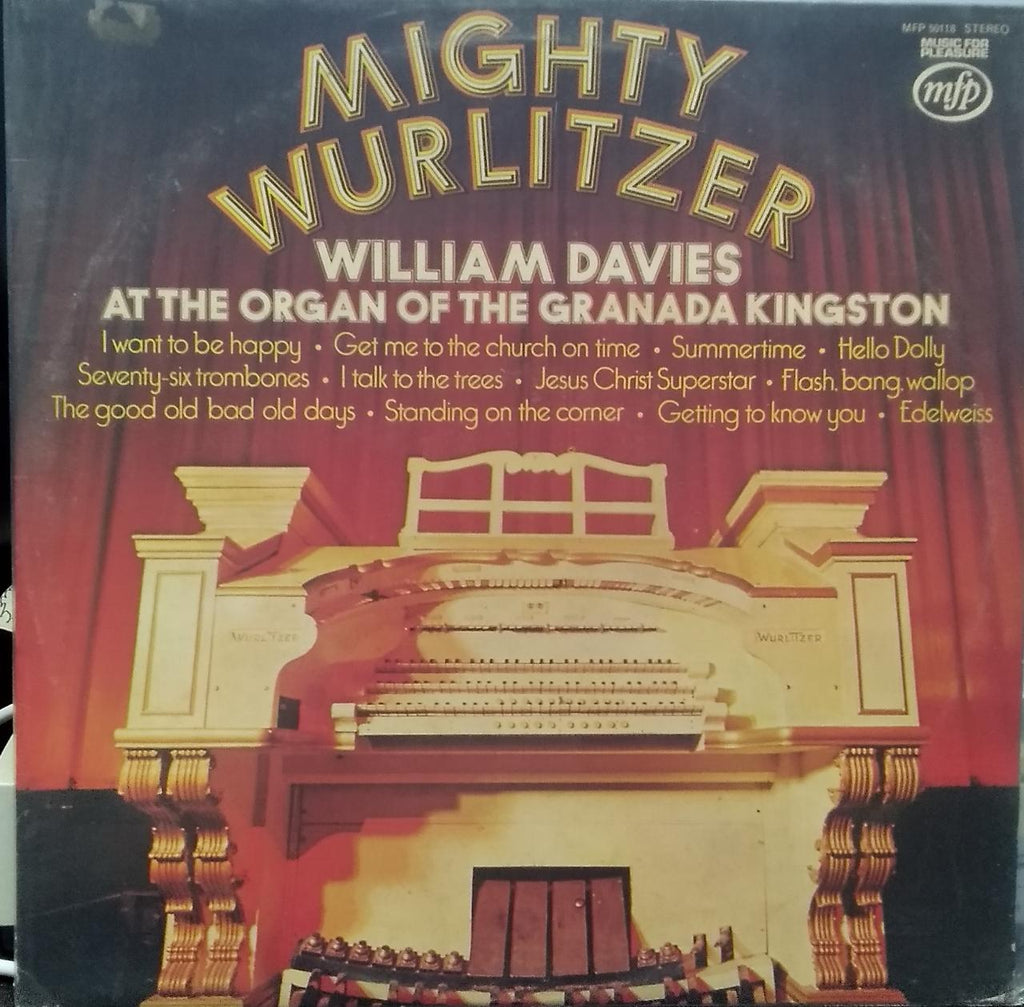 MFP 50118 STEREO
MUSIC FOR
PLEASURE
mfp
MIGHTY
WURLITZER
WILLIAM DAVIES
AT THE ORGAN OF THE GRANADA KINGSTON
I want to be happy • Get me to the church on time • Summertime • Hello Dolly
Seventy-six trombones • I talk to the trees • Jesus Christ Superstar • Flash, bang, wallop
The good old bad old days • Standing on the corner • Getting to know you • Edelweiss
WURLITZER
WURLITZER